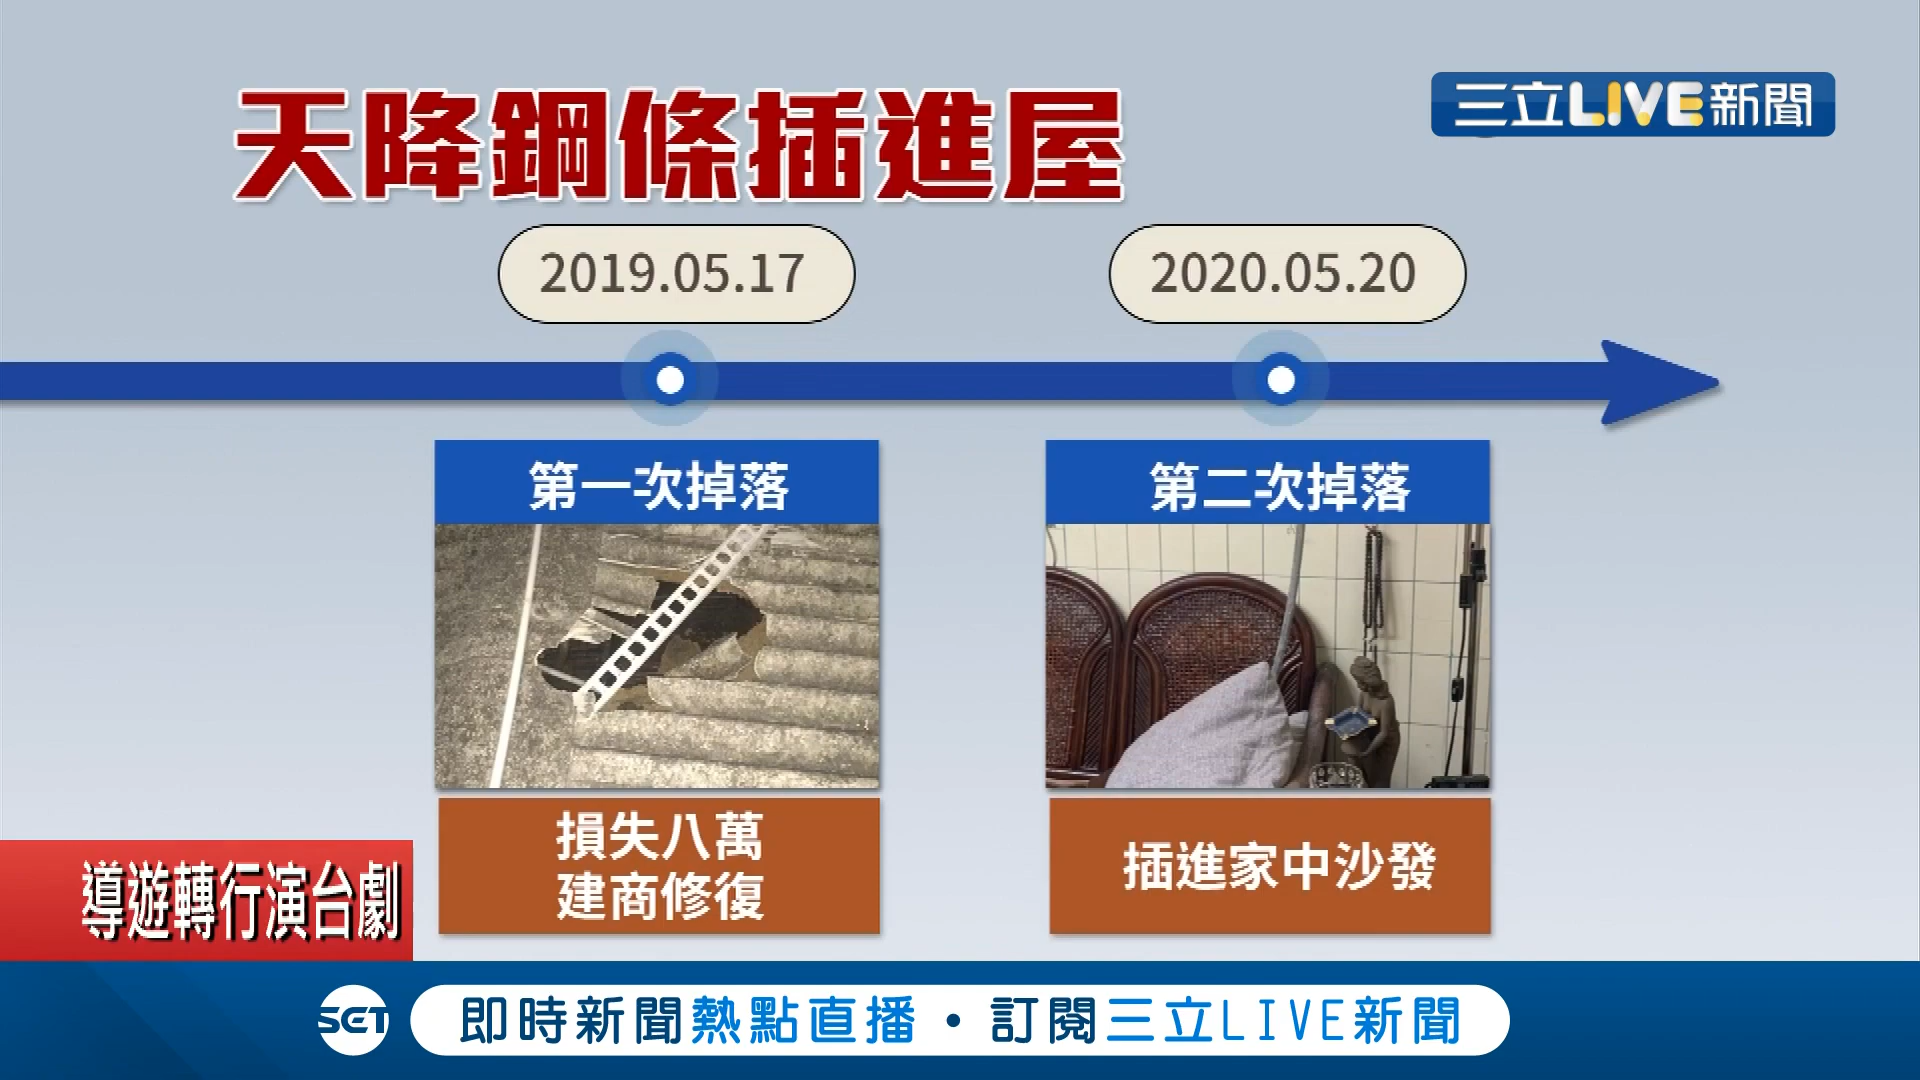 天降鋼條插進屋
三立LIVE新聞
2019.05.17
2020.05.20
第一次掉落
第二次掉落
損失八萬
建商修復
插進家中沙發
導遊轉行演台劇
SET
即時新聞熱點直播・訂閱三立LIVE新聞